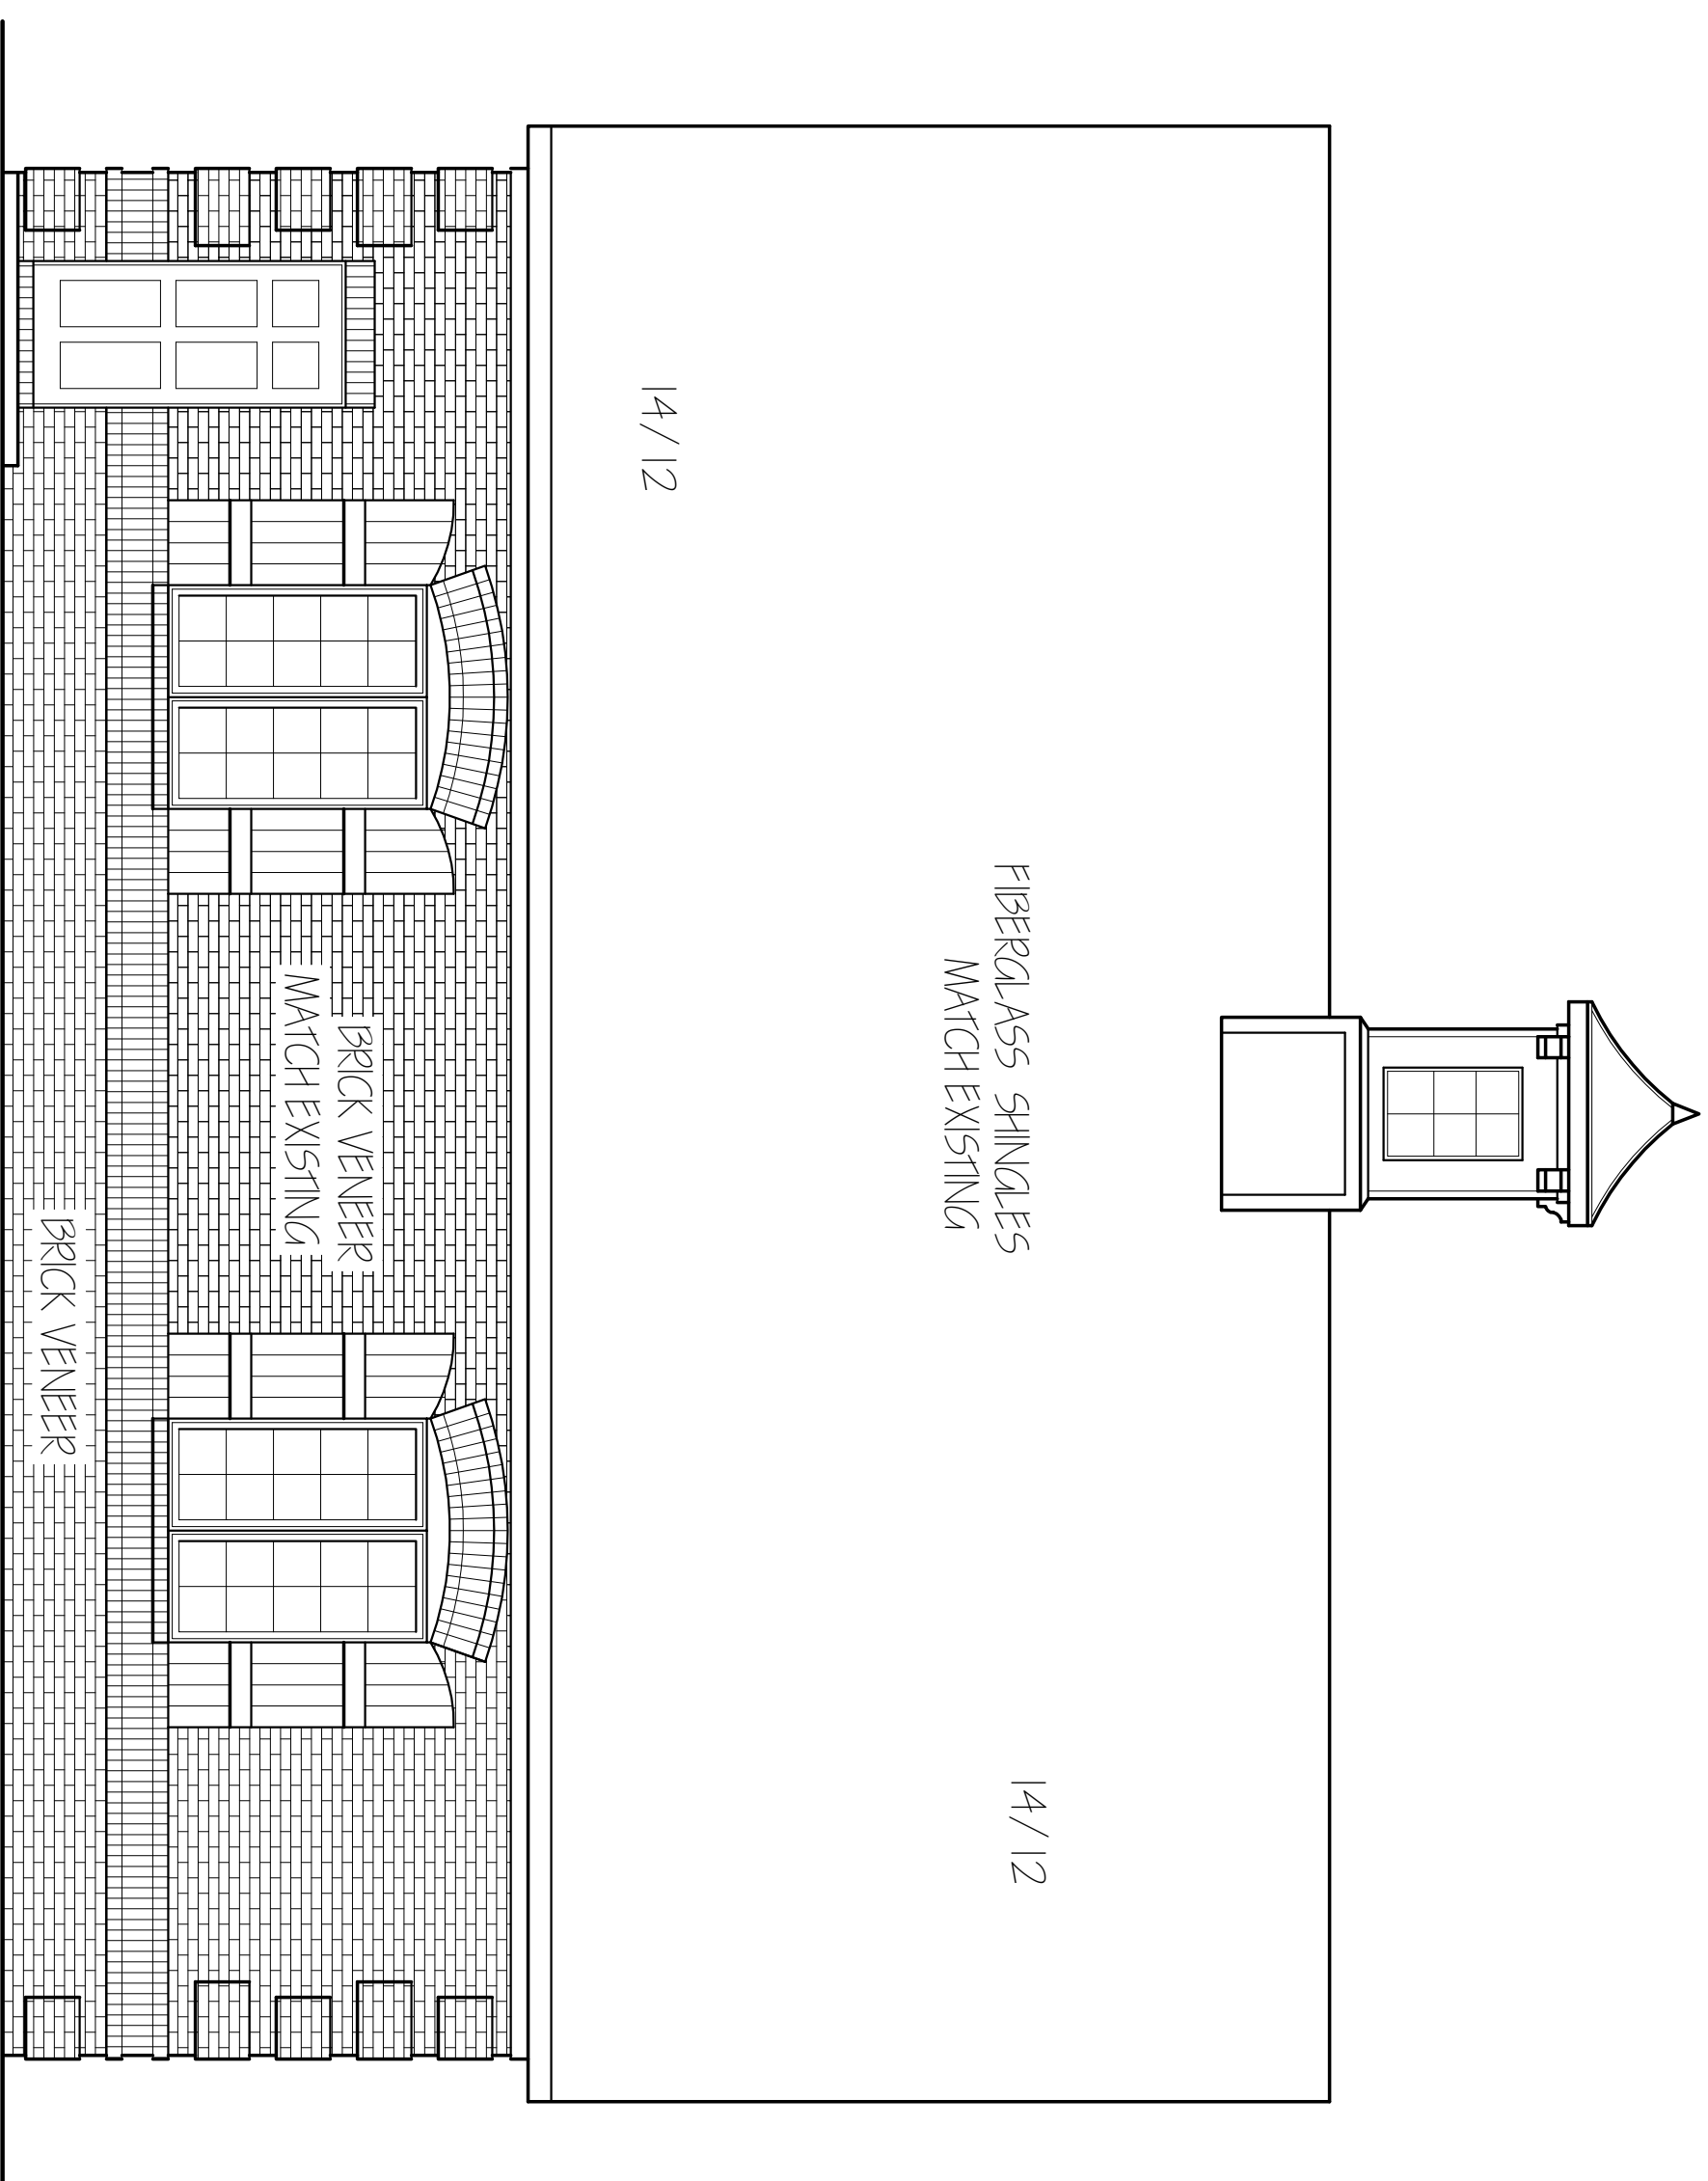 FIBERGLASS SHINGLES
MATCH EXISTING
14/12
14/12
BRICK VENEER
MATCH EXISTING
BRICK VENEER